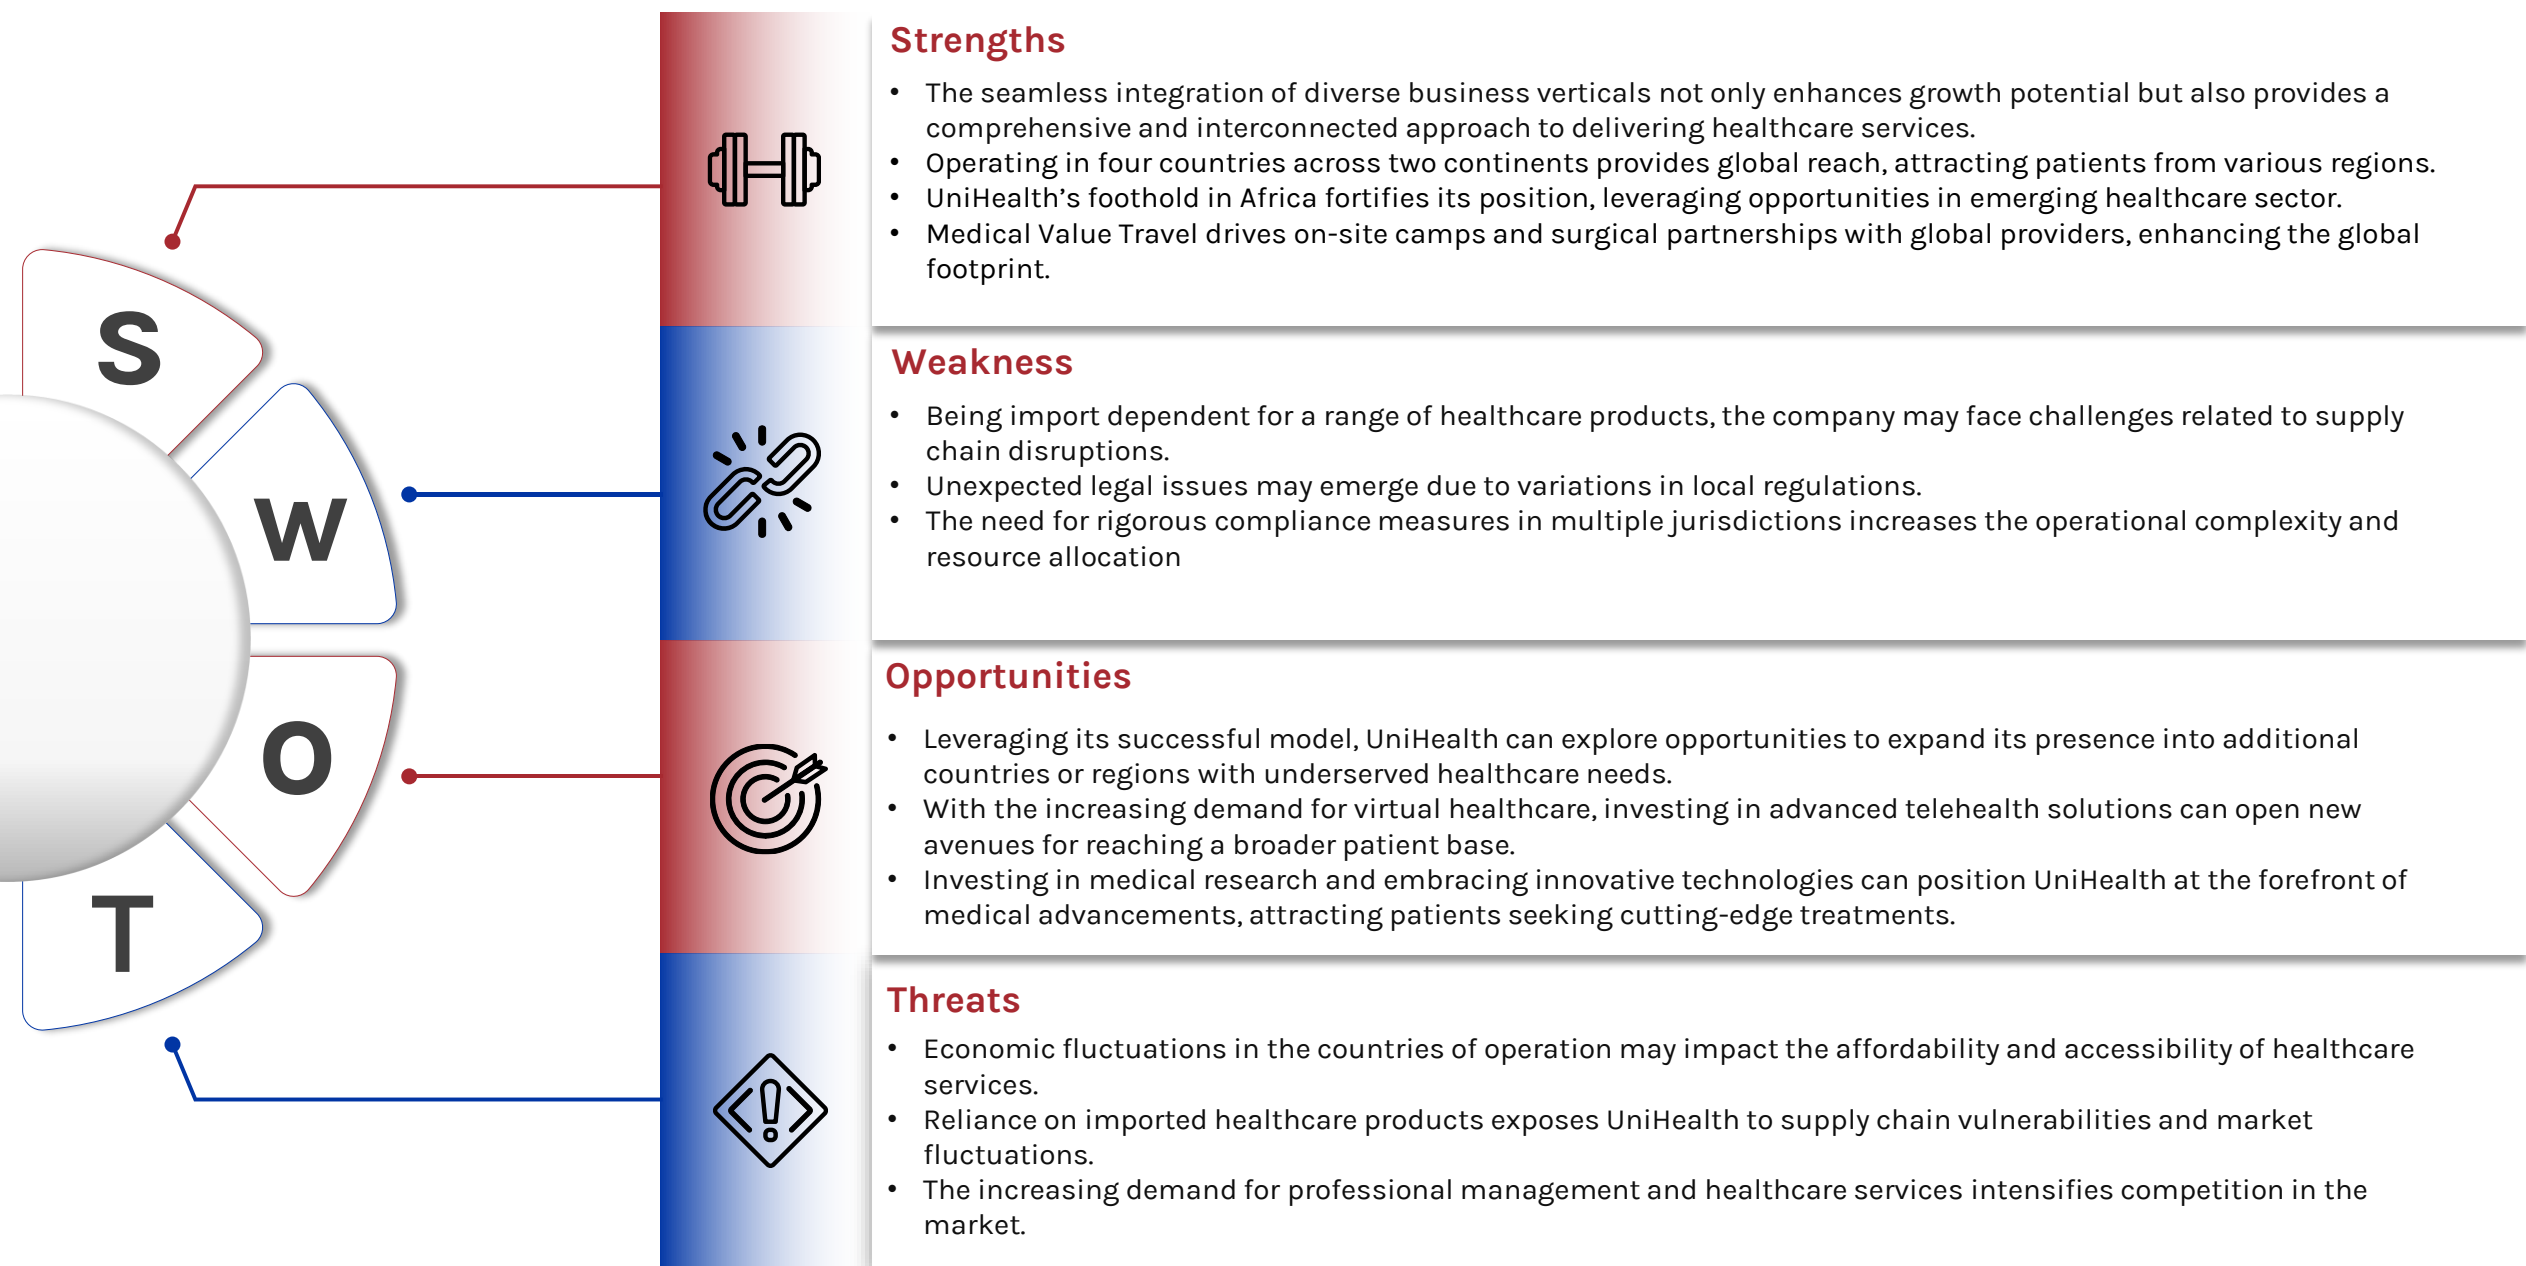 Strengths
• The seamless integration of diverse business verticals not only enhances growth potential but also provides a
comprehensive and interconnected approach to delivering healthcare services.
• Operating in four countries across two continents provides global reach, attracting patients from various regions.
• UniHealth’s foothold in Africa fortifies its position, leveraging opportunities in emerging healthcare sector.
• Medical Value Travel drives on-site camps and surgical partnerships with global providers, enhancing the global
footprint.
S
Weakness
• Being import dependent for a range of healthcare products, the company may face challenges related to supply
chain disruptions.
• Unexpected legal issues may emerge due to variations in local regulations.
• The need for rigorous compliance measures in multiple jurisdictions increases the operational complexity and
resource allocation
W
Opportunities
• Leveraging its successful model, UniHealth can explore opportunities to expand its presence into additional
countries or regions with underserved healthcare needs.
• With the increasing demand for virtual healthcare, investing in advanced telehealth solutions can open new
avenues for reaching a broader patient base.
• Investing in medical research and embracing innovative technologies can position UniHealth at the forefront of
medical advancements, attracting patients seeking cutting-edge treatments.
O
Threats
• Economic fluctuations in the countries of operation may impact the affordability and accessibility of healthcare
services.
• Reliance on imported healthcare products exposes UniHealth to supply chain vulnerabilities and market
fluctuations.
• The increasing demand for professional management and healthcare services intensifies competition in the
market.
T